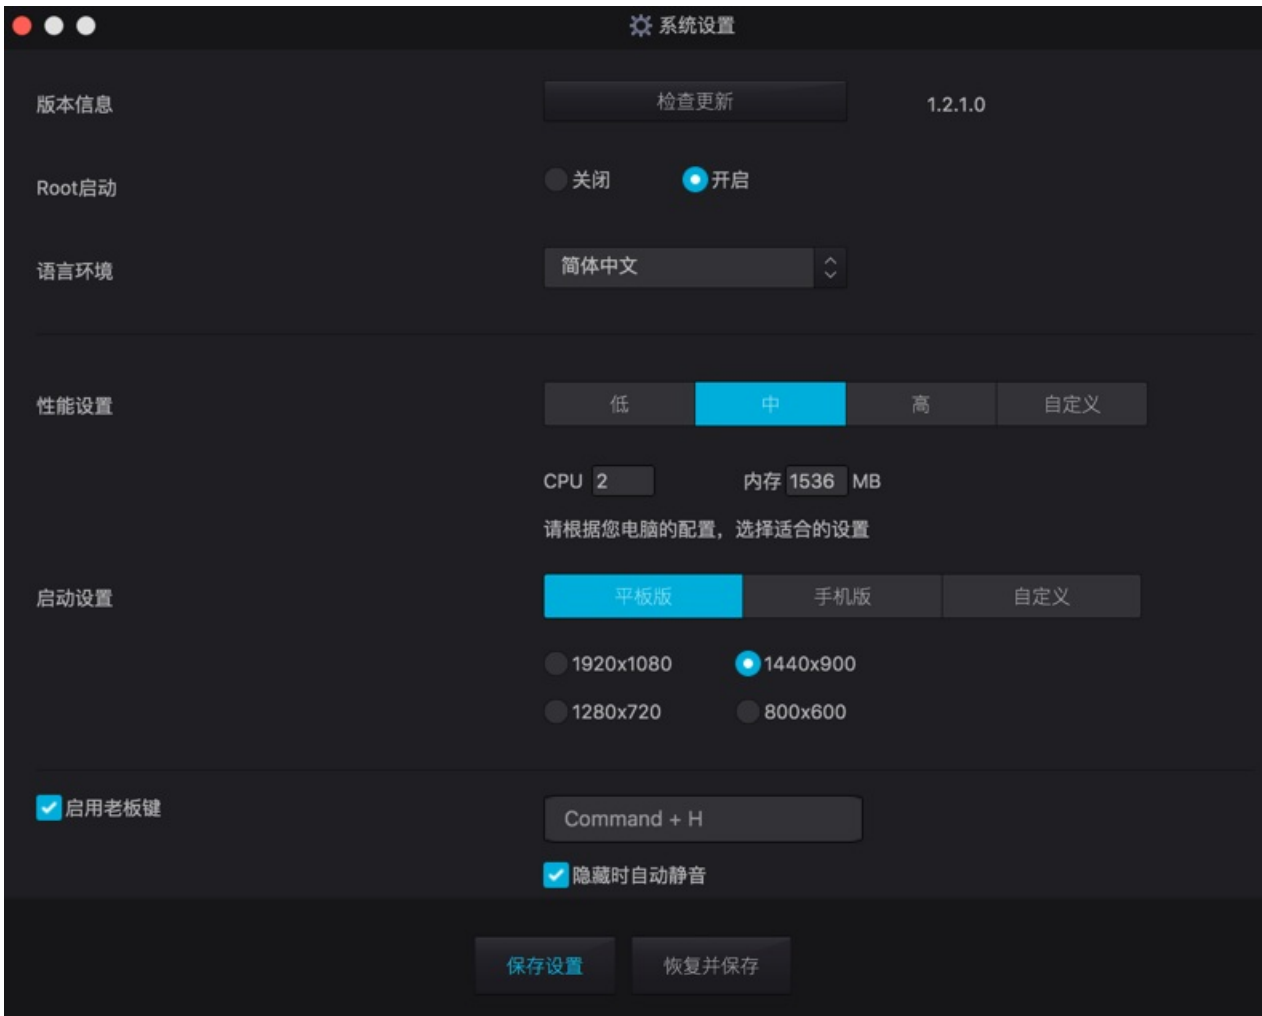 系统设置
版本信息 检查更新 1.2.1.0
Root启动 关闭 开启
语言环境 简体中文
性能设置 低 中 高 自定义
CPU 2 内存 1536 MB
请根据您电脑的配置，选择适合的设置
启动设置 平板版 手机版 自定义
1920x1080 1440x900
1280x720 800x600
启用老板键 Command + H
隐藏时自动静音
保存设置 恢复并保存